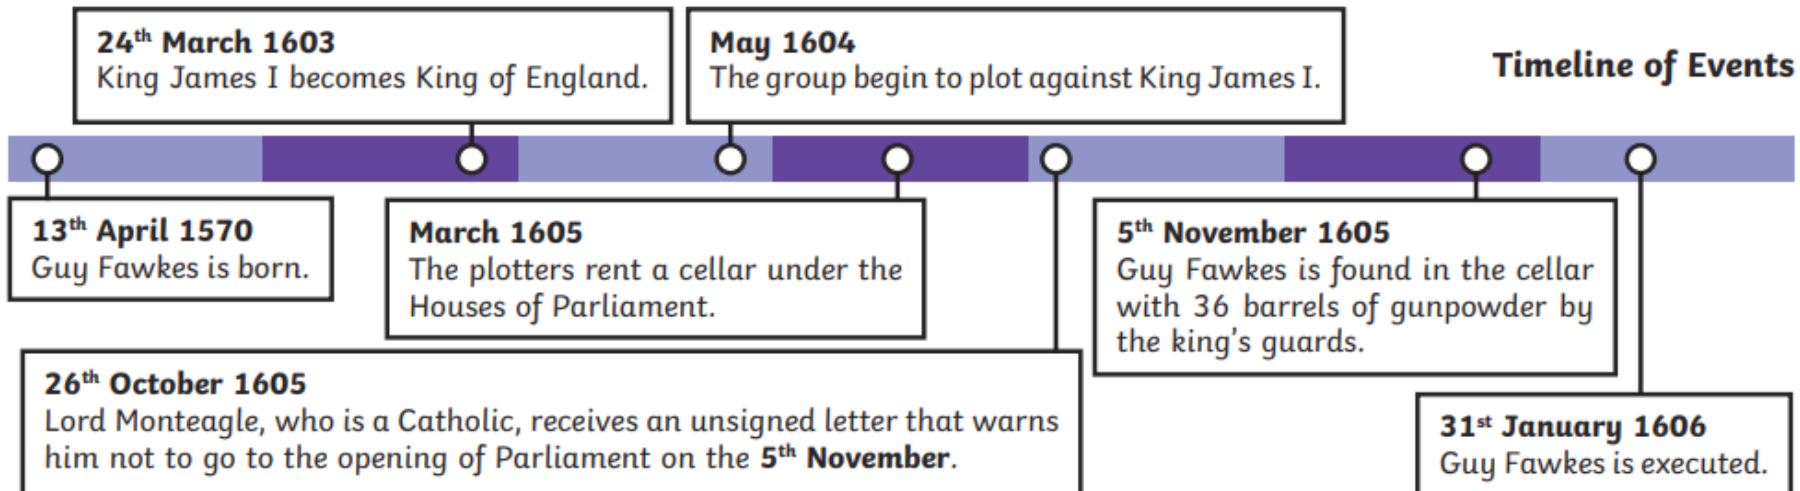 Timeline of Events
24th March 1603
King James I becomes King of England.
May 1604
The group begin to plot against King James I.
13th April 1570
Guy Fawkes is born.
March 1605
The plotters rent a cellar under the
Houses of Parliament.
5th November 1605
Guy Fawkes is found in the cellar
with 36 barrels of gunpowder by
the king's guards.
26th October 1605
Lord Monteagle, who is a Catholic, receives an unsigned letter that warns
him not to go to the opening of Parliament on the 5th November.
31st January 1606
Guy Fawkes is executed.